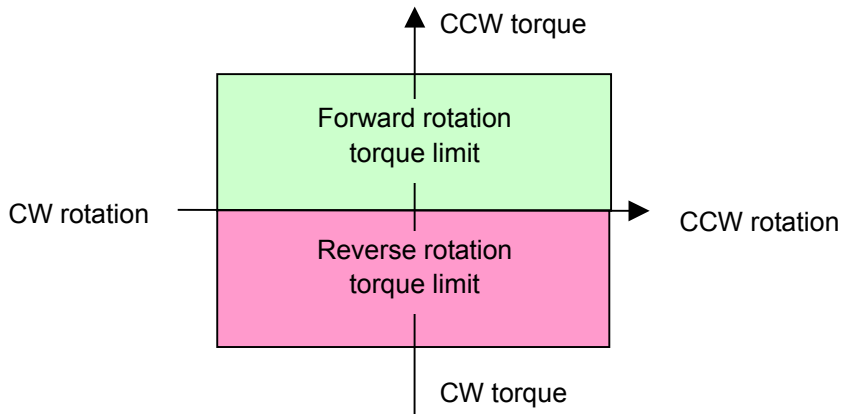 CCW torque
Forward rotation
torque limit
CW rotation
CCW rotation
Reverse rotation
torque limit
CW torque